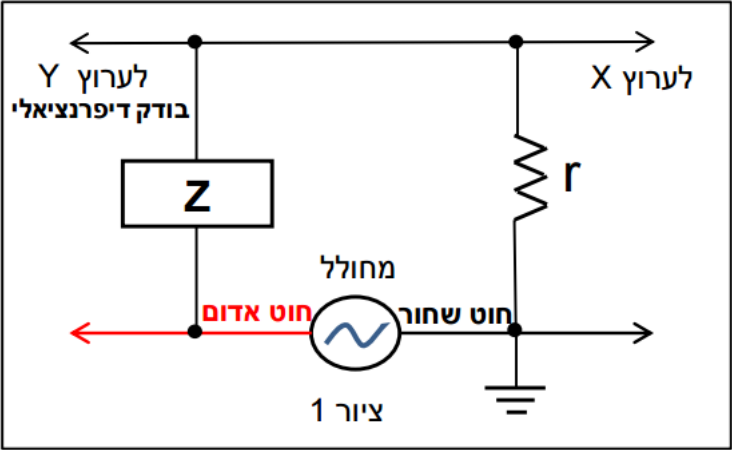 לערוץ Y
בודק דיפרנציאלי
לערוץ X
Z
r
מחולל
חוט אדום
חוט שחור
ציור 1